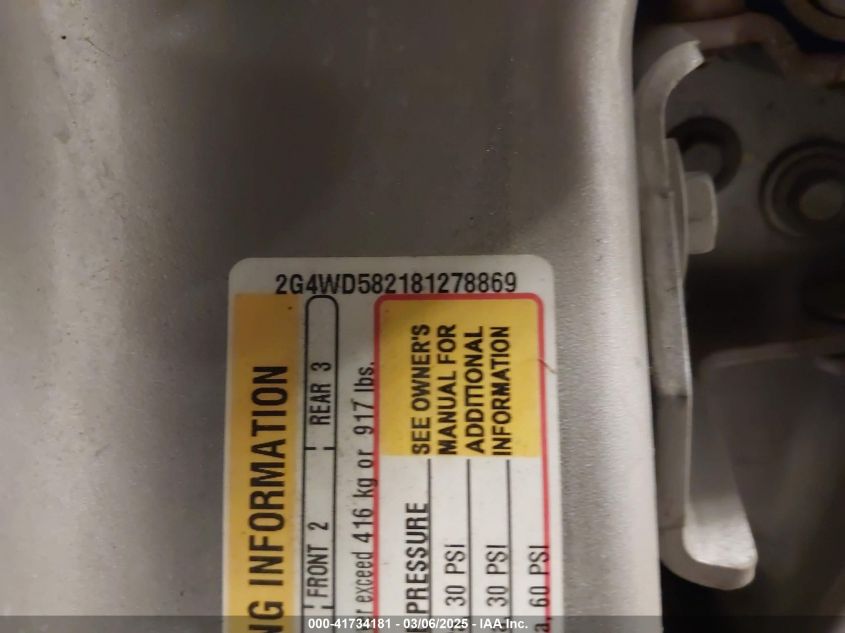 2G4WD582181278869
NG INFORMATION
FRONT 2 REAR 3
exceed 416 kg or 917 lbs.
PRESSURE SEE OWNER'S
MANUAL FOR
30 PSI ADDITIONAL
30 PSI INFORMATION
60 PSI
000-41734181 - 03/06/2025 - IAA Inc.